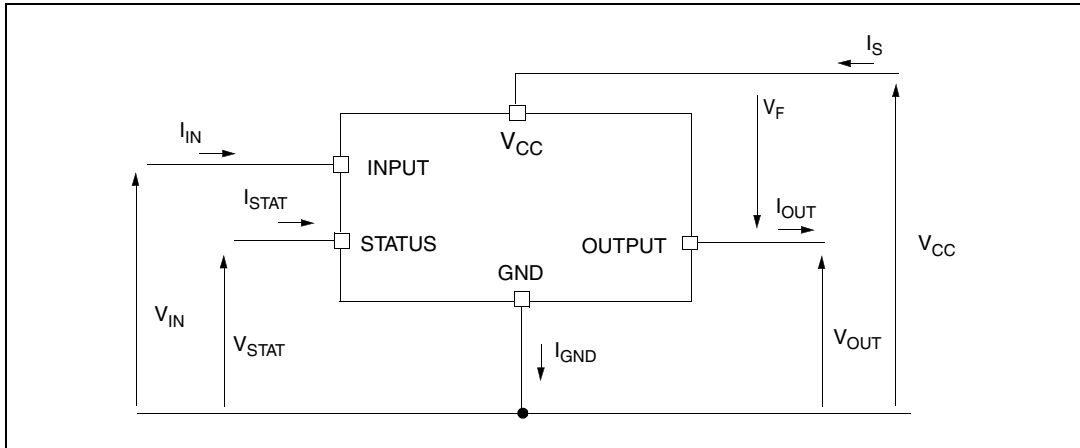 I_S
V_F
I_IN
V_CC
INPUT
I_STAT
I_OUT
STATUS
OUTPUT
V_CC
GND
V_IN
V_STAT
V_OUT
I_GND